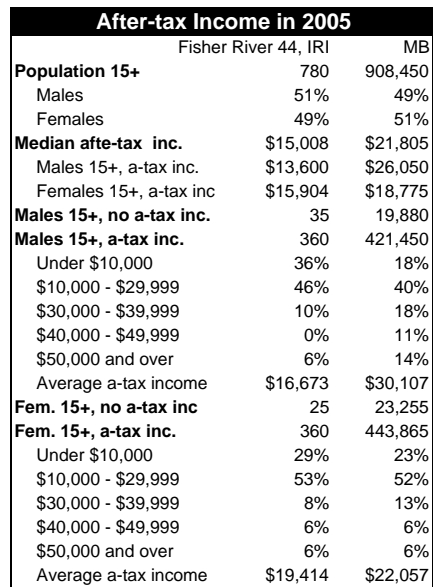 After-tax Income in 2005
Fisher River 44, IRI MB
Population 15+ 780 908,450
Males 51% 49%
Females 49% 51%
Median afte-tax inc. $15,008 $21,805
Males 15+, a-tax inc. $13,600 $26,050
Females 15+, a-tax inc $15,904 $18,775
Males 15+, no a-tax inc. 35 19,880
Males 15+, a-tax inc. 360 421,450
Under $10,000 36% 18%
$10,000 - $29,999 46% 40%
$30,000 - $39,999 10% 18%
$40,000 - $49,999 0% 11%
$50,000 and over 6% 14%
Average a-tax income $16,673 $30,107
Fem. 15+, no a-tax inc 25 23,255
Fem. 15+, a-tax inc. 360 443,865
Under $10,000 29% 23%
$10,000 - $29,999 53% 52%
$30,000 - $39,999 8% 13%
$40,000 - $49,999 6% 6%
$50,000 and over 6% 6%
Average a-tax income $19,414 $22,057